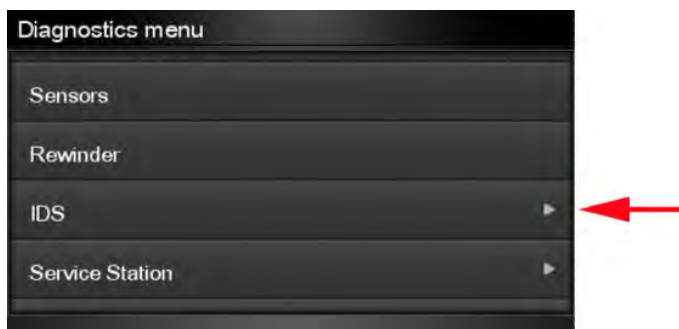 Diagnostics menu
Sensors
Rewinder
IDS
Service Station